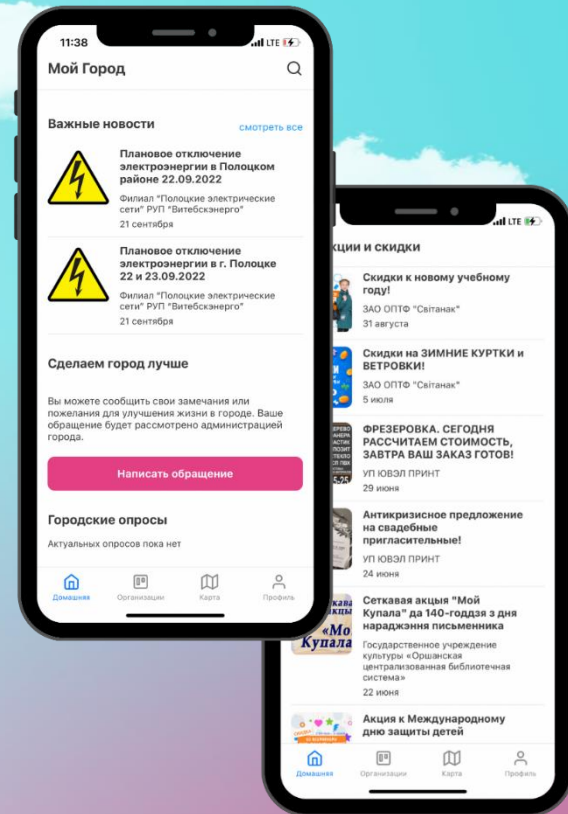 11:38
LTE
Мой Город
Важные новости
смотреть все
Плановое отключение
электроэнергии в Полоцком
районе 22.09.2022
Филиал "Полоцкие электрические
сети" РУП "Витебскэнерго"
21 сентября
Плановое отключение
электроэнергии в г. Полоцке
22 и 23.09.2022
Филиал "Полоцкие электрические
сети" РУП "Витебскэнерго"
21 сентября
Сделаем город лучше
Вы можете сообщить свои замечания или
пожелания для улучшения жизни в городе. Ваше
обращение будет рассмотрено администрацией
города.
Написать обращение
Городские опросы
Актуальных опросов пока нет
Домашняя
Организации
Карта
Профиль
LTE
кции и скидки
Скидки к новому учебному
году!
ЗАО ОПТФ "Світанак"
31 августа
Скидки на ЗИМНИЕ КУРТКИ и
ВЕТРОВКИ!
ЗАО ОПТФ "Світанак"
5 июля
ФРЕЗЕРОВКА. СЕГОДНЯ
РАССЧИТАЕМ СТОИМОСТЬ,
ЗАВТРА ВАШ ЗАКАЗ ГОТОВ!
УП ЮВЭЛ ПРИНТ
29 июня
Антикризисное предложение
на свадебные
пригласительные!
УП ЮВЭЛ ПРИНТ
24 июня
«Мо
Купала
Сеткавая акцыя "Мой
Купала" да 140-годдзя з дня
нараджэння письменника
Государственное учреждение
культуры «Оршанская
централизованная библиотечная
система»
22 июня
Акция к Международному
дню защиты детей
Домашняя
Организации
Карта
Профиль